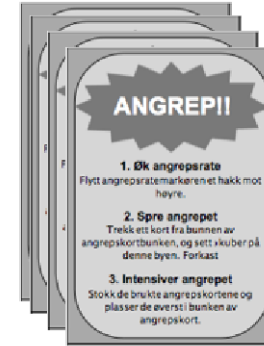 ANGREP!!
1. Øk angrepsrate
Flytt angrepsratemarkøren et hakk mot
høyre.
2. Spre angrepet
Trekk ett kort fra bunnen av
angrepskortbunken, og sett xkuber på
denne byen. Forkast
3. Intensiver angrepet
Stokk de brukte angrepskortene og
plasser de øverst i bunken av
angrepskort.